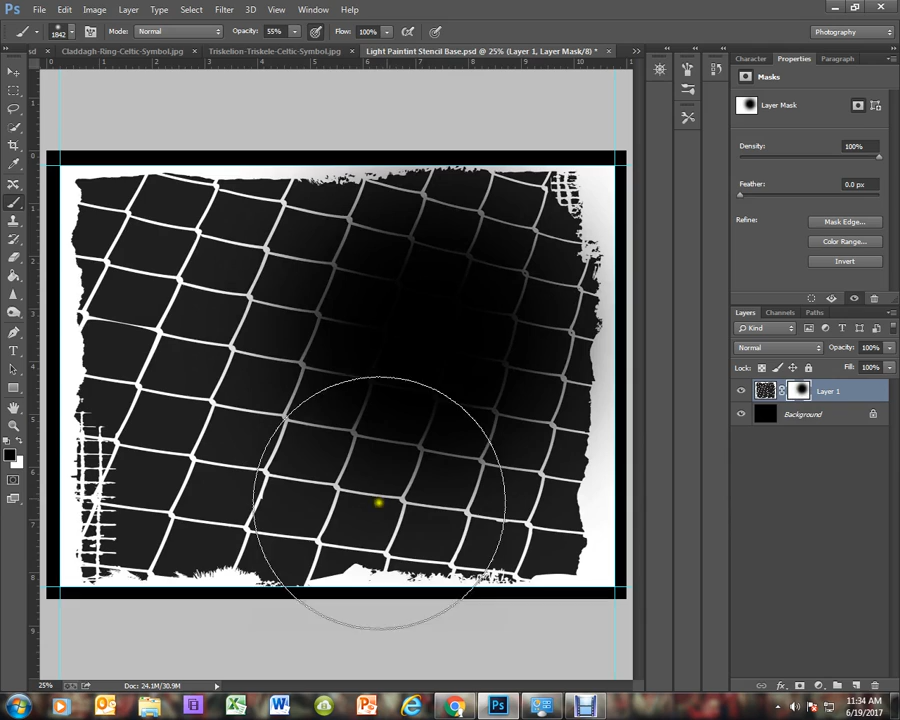 Ps File Edit Image Layer Type Select Filter 3D View Window Help
1842 Mode: Normal Opacity: 55% Flow: 100% Photography
Claddagh-Ring-Celtic-Symbol.jpg Triskelion-Triskele-Celtic-Symbol.jpg Light Paintint Stencil Base.psd @ 25% (Layer 1, Layer Mask/8) *
Character Properties Paragraph
Masks
Layer Mask
Density: 100%
Feather: 0.0 px
Refine: Mask Edge...
Color Range...
Invert
Layers Channels Paths
Kind
Normal Opacity: 100%
Lock: Fill: 100%
Layer 1
Background
25% Doc: 24.1M/30.9M
11:34 AM
6/19/2017